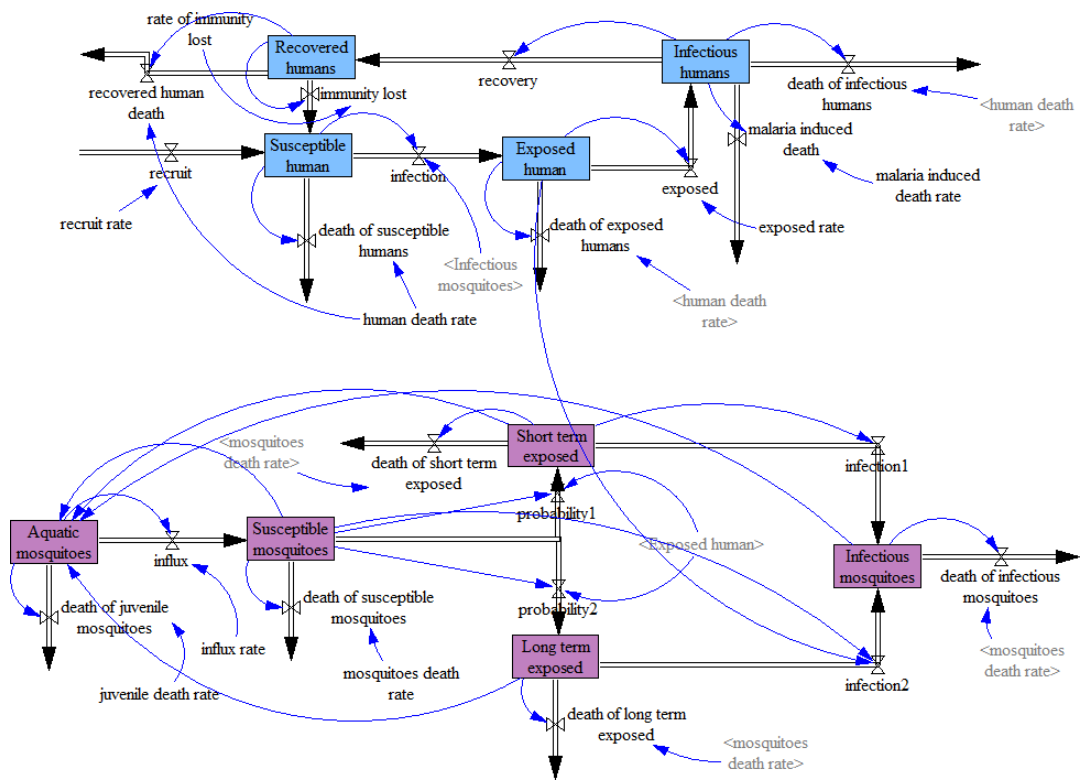 rate of immunity
lost
Recovered
humans
Infectious
humans
recovery
recovered human
death
immunity lost
death of infectious
humans
<human death
rate>
Susceptible
human
Exposed
human
malaria induced
death
recruit
infection
exposed
malaria induced
death rate
recruit rate
death of susceptible
humans
death of exposed
humans
exposed rate
<Infectious
mosquitoes>
<human death
rate>
human death rate
<mosquitoes
death rate>
death of short term
exposed
Short term
exposed
infection1
probability1
Aquatic
mosquitoes
influx
Susceptible
mosquitoes
<Exposed human>
Infectious
mosquitoes
death of infectious
mosquitoes
death of juvenile
mosquitoes
death of susceptible
mosquitoes
probability2
influx rate
Long term
exposed
mosquitoes death
rate
<mosquitoes
death rate>
juvenile death rate
infection2
death of long term
exposed
<mosquitoes
death rate>